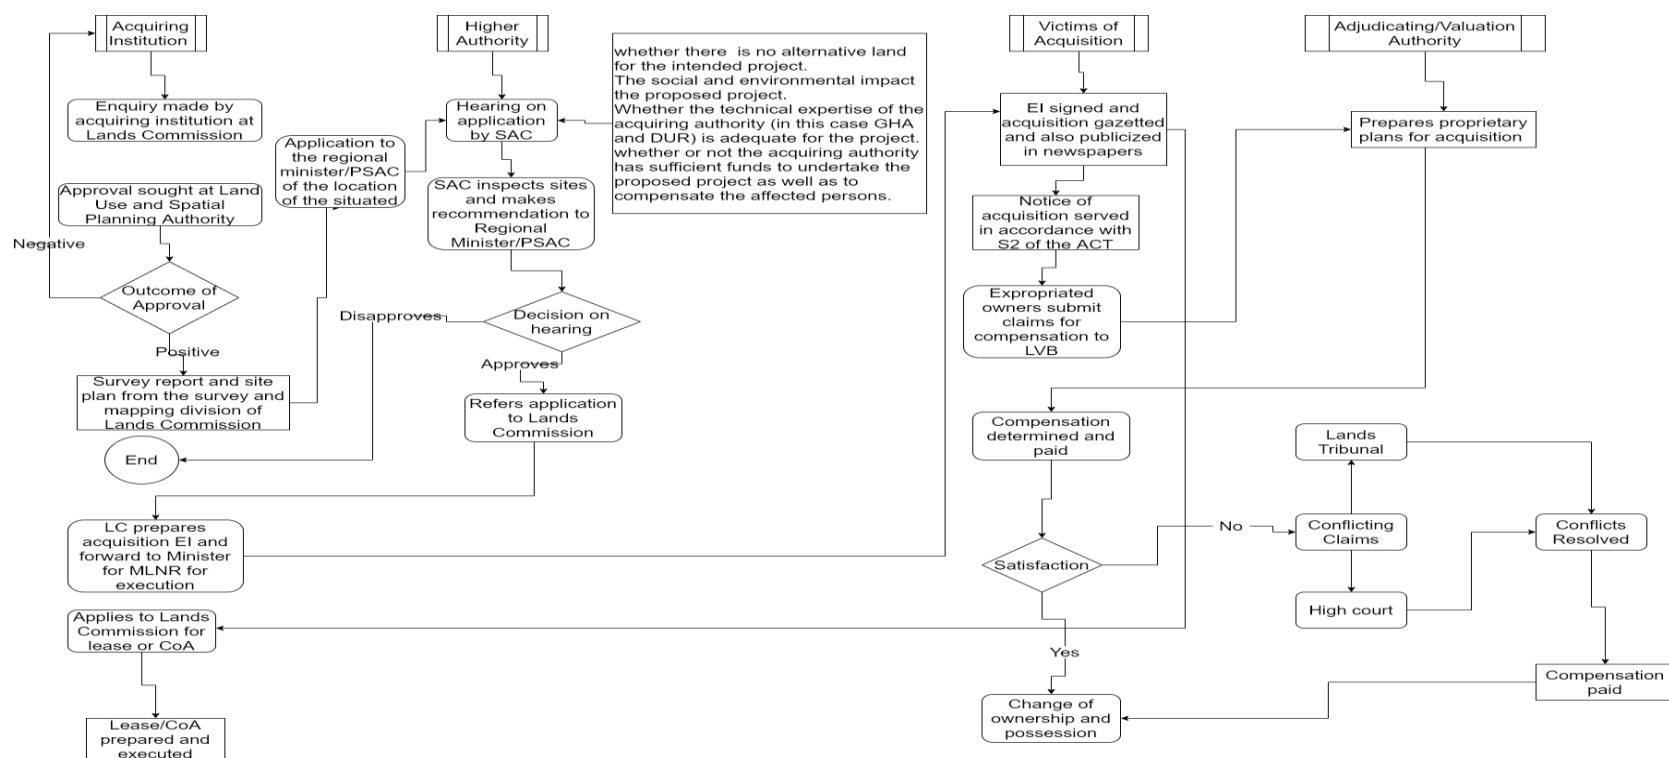 Acquiring
Institution
Higher
Authority
Victims of
Acquisition
Adjudicating/Valuation
Authority
Enquiry made by
acquiring institution at
Lands Commission
Approval sought at Land
Use and Spatial
Planning Authority
Negative
Outcome of
Approval
Positive
Survey report and site
plan from the survey and
mapping division of
Lands Commission
End
Application to
the regional
minister/PSAC
of the location
of the situated
Hearing on
application
by SAC
whether there is no alternative land
for the intended project.
The social and environmental impact
the proposed project.
Whether the technical expertise of the
acquiring authority (in this case GHA
and DUR) is adequate for the project.
whether or not the acquiring authority
has sufficient funds to undertake the
proposed project as well as to
compensate the affected persons.
SAC inspects sites
and makes
recommendation to
Regional
Minister/PSAC
Disapproves
Decision on
hearing
Approves
Refers application
to Lands
Commission
LC prepares
acquisition EI and
forward to Minister
for MLNR for
execution
Applies to Lands
Commission for
lease or CoA
Lease/CoA
prepared and
executed
EI signed and
acquisition gazetted
and also publicized
in newspapers
Notice of
acquisition served
in accordance with
S2 of the ACT
Expropriated
owners submit
claims for
compensation to
LVB
Prepares proprietary
plans for acquisition
Compensation
determined and
paid
Satisfaction
No
Yes
Change of
ownership and
possession
Lands
Tribunal
Conflicting
Claims
High court
Conflicts
Resolved
Compensation
paid